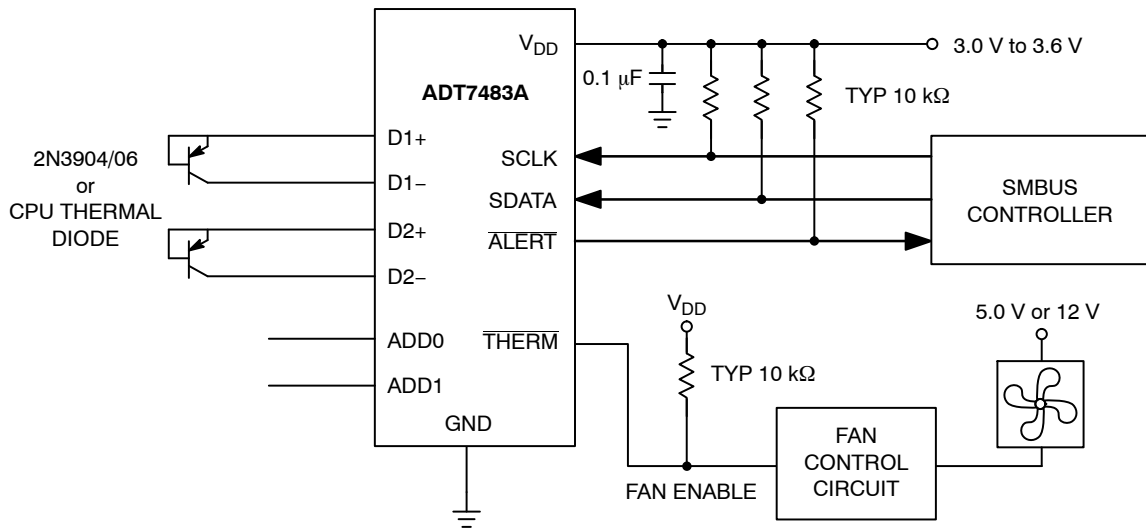 V_DD
3.0 V to 3.6 V
0.1 μF
ADT7483A
TYP 10 kΩ
D1+
2N3904/06
or
CPU THERMAL
DIODE
SCLK
D1−
SDATA
SMBUS
CONTROLLER
D2+
ALERT
D2−
V_DD
5.0 V or 12 V
ADD0
THERM
TYP 10 kΩ
ADD1
GND
FAN
CONTROL
CIRCUIT
FAN ENABLE